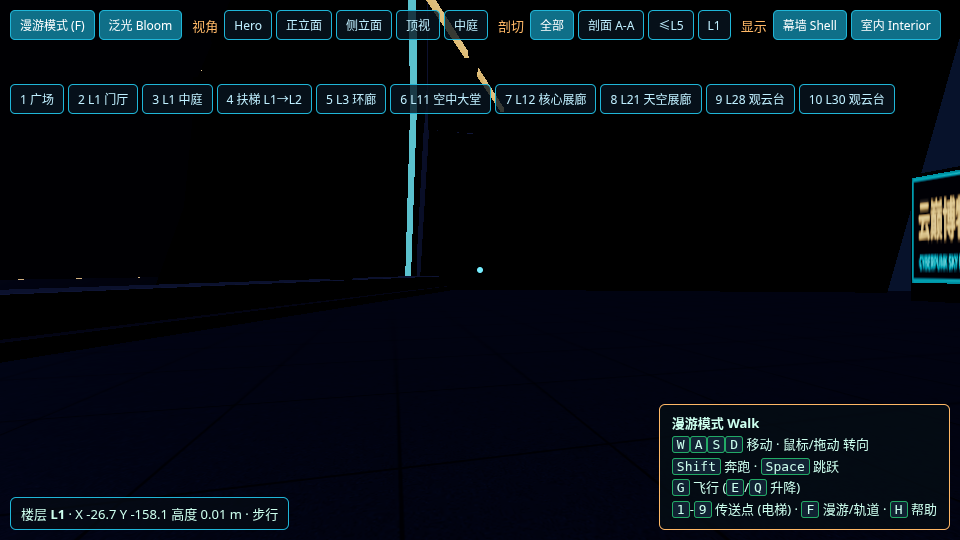 漫游模式 (F) 泛光 Bloom 视角 Hero 正立面 侧立面 顶视 中庭 剖切 全部 剖面 A-A ≤L5 L1 显示 幕墙 Shell 室内 Interior
1 广场 2 L1 门厅 3 L1 中庭 4 扶梯 L1→L2 5 L3 环廊 6 L11 空中大堂 7 L12 核心展廊 8 L21 天空展廊 9 L28 观云台 10 L30 观云台
云巅博
CYBERPUNK SKY
漫游模式 Walk
W A S D 移动 · 鼠标/拖动 转向
Shift 奔跑 · Space 跳跃
G 飞行 (E/Q 升降)
1-9 传送点 (电梯) · F 漫游/轨道 · H 帮助
楼层 L1 · X -26.7 Y -158.1 高度 0.01 m · 步行